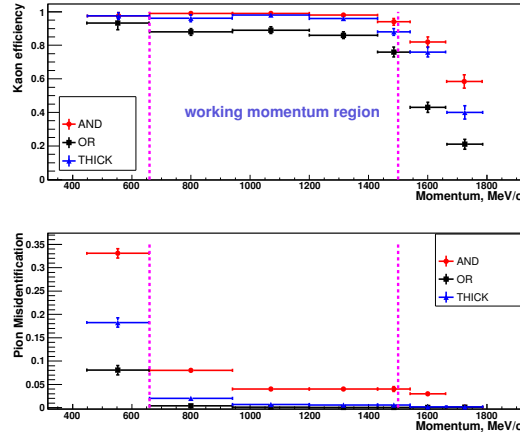 Kaon efficiency
1
0.8
0.6
0.4
0.2
0
working momentum region
AND
OR
THICK
400 600 800 1000 1200 1400 1600 1800
Momentum, MeV/c
Pion Misidentification
0.35
0.3
0.25
0.2
0.15
0.1
0.05
0
AND
OR
THICK
400 600 800 1000 1200 1400 1600 1800
Momentum, MeV/c